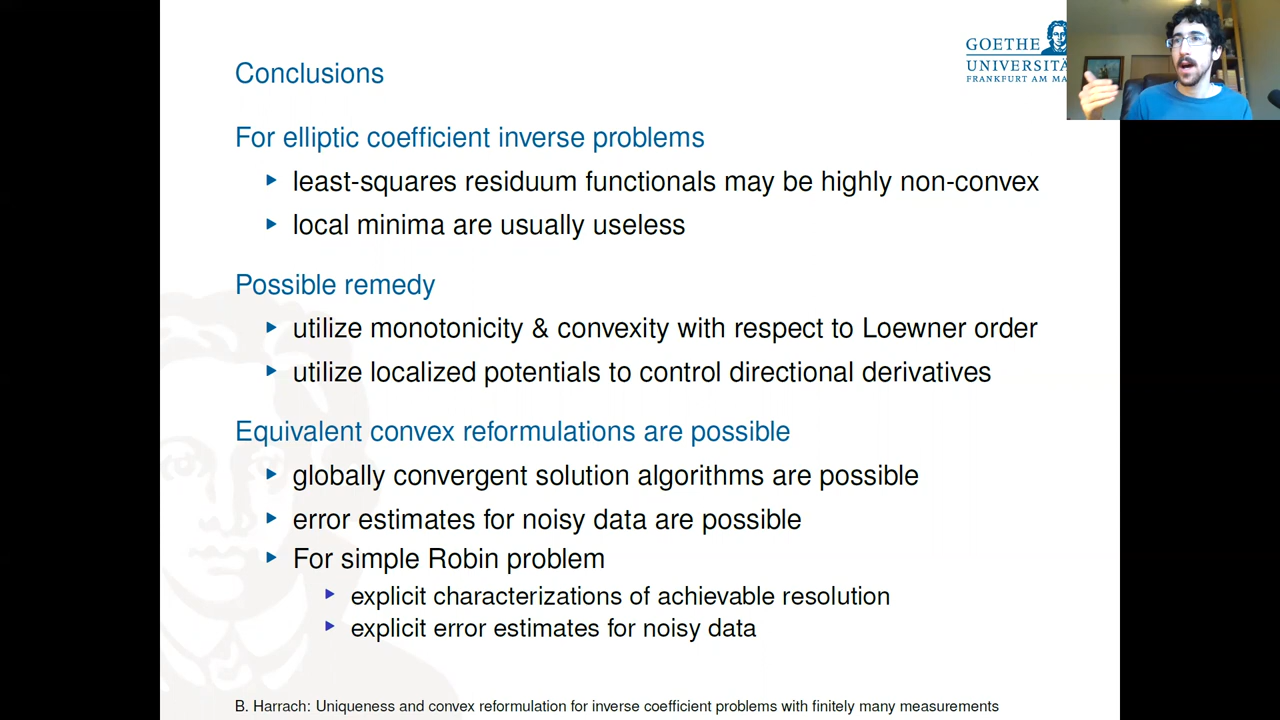 GOETHE
UNIVERSITÄ
FRANKFURT AM MA
Conclusions
For elliptic coefficient inverse problems
least-squares residuum functionals may be highly non-convex
local minima are usually useless
Possible remedy
utilize monotonicity & convexity with respect to Loewner order
utilize localized potentials to control directional derivatives
Equivalent convex reformulations are possible
globally convergent solution algorithms are possible
error estimates for noisy data are possible
For simple Robin problem
explicit characterizations of achievable resolution
explicit error estimates for noisy data
B. Harrach: Uniqueness and convex reformulation for inverse coefficient problems with finitely many measurements